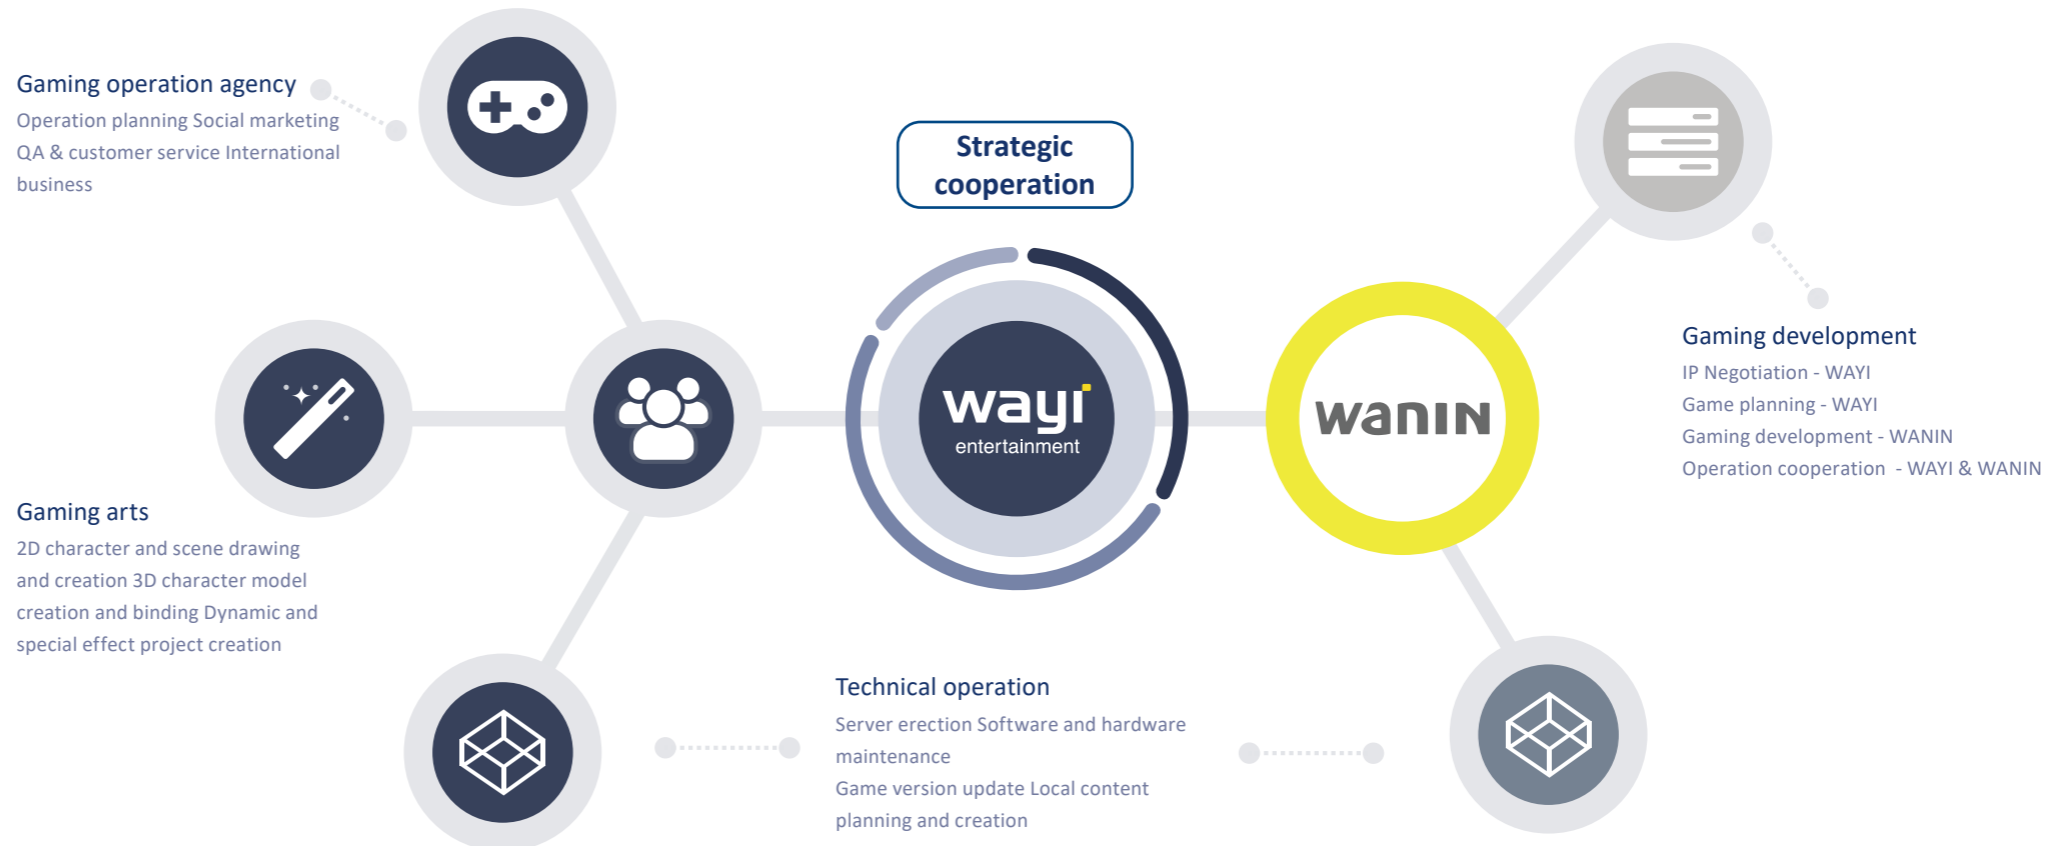 Gaming operation agency
Operation planning Social marketing
QA & customer service International
business
Strategic
cooperation
wayi
entertainment
wanin
Gaming development
IP Negotiation - WAYI
Game planning - WAYI
Gaming development - WANIN
Operation cooperation - WAYI & WANIN
Gaming arts
2D character and scene drawing
and creation 3D character model
creation and binding Dynamic and
special effect project creation
Technical operation
Server erection Software and hardware
maintenance
Game version update Local content
planning and creation